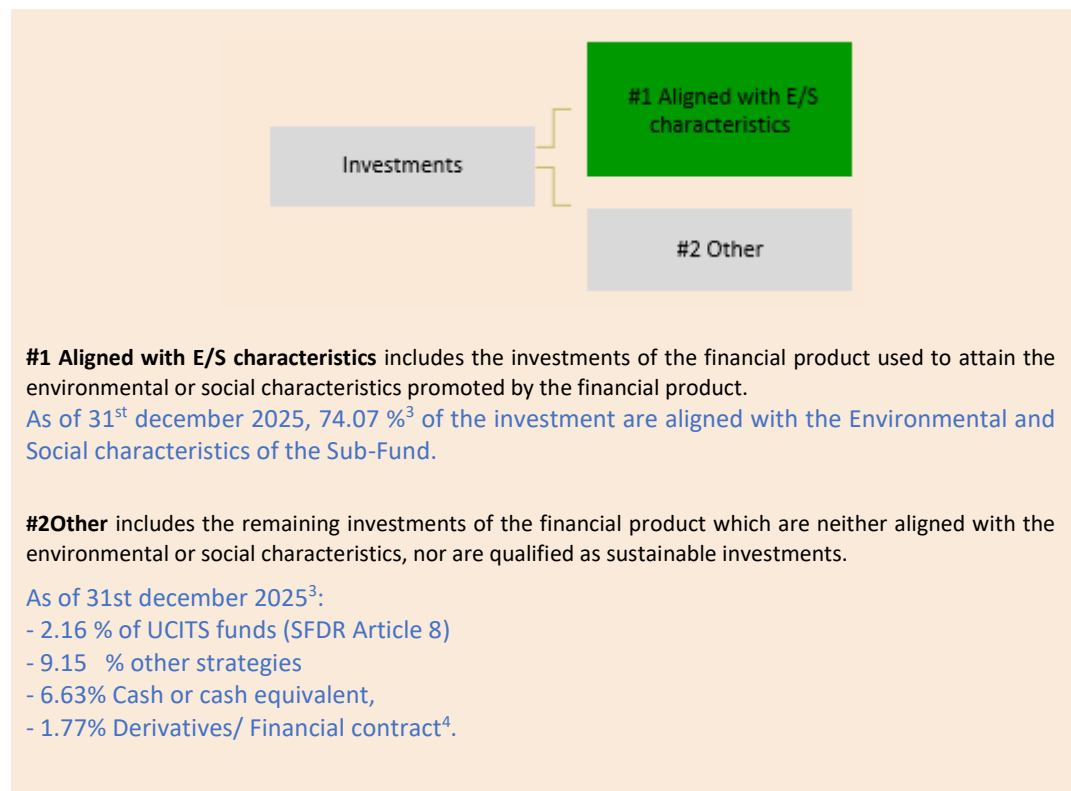 #1 Aligned with E/S
characteristics
Investments
#2 Other
#1 Aligned with E/S characteristics includes the investments of the financial product used to attain the
environmental or social characteristics promoted by the financial product.
As of 31st december 2025, 74.07 %3 of the investment are aligned with the Environmental and
Social characteristics of the Sub-Fund.
#2Other includes the remaining investments of the financial product which are neither aligned with the
environmental or social characteristics, nor are qualified as sustainable investments.
As of 31st december 20253:
- 2.16 % of UCITS funds (SFDR Article 8)
- 9.15 % other strategies
- 6.63% Cash or cash equivalent,
- 1.77% Derivatives/ Financial contract4.